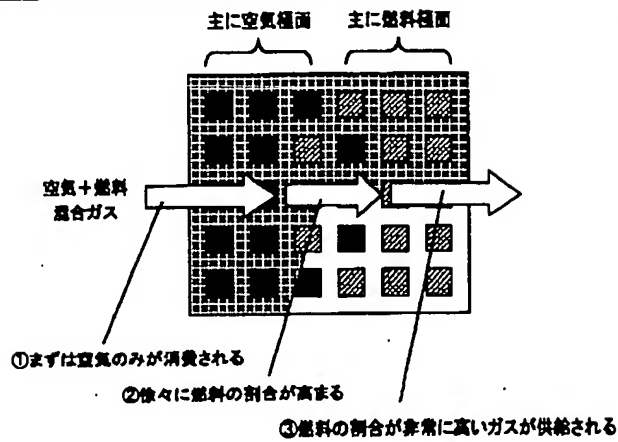 主に空気極面
主に燃料極面
空気+燃料
混合ガス
①まずは空気のみが消費される
②徐々に燃料の割合が高まる
③燃料の割合が非常に高いガスが供給される